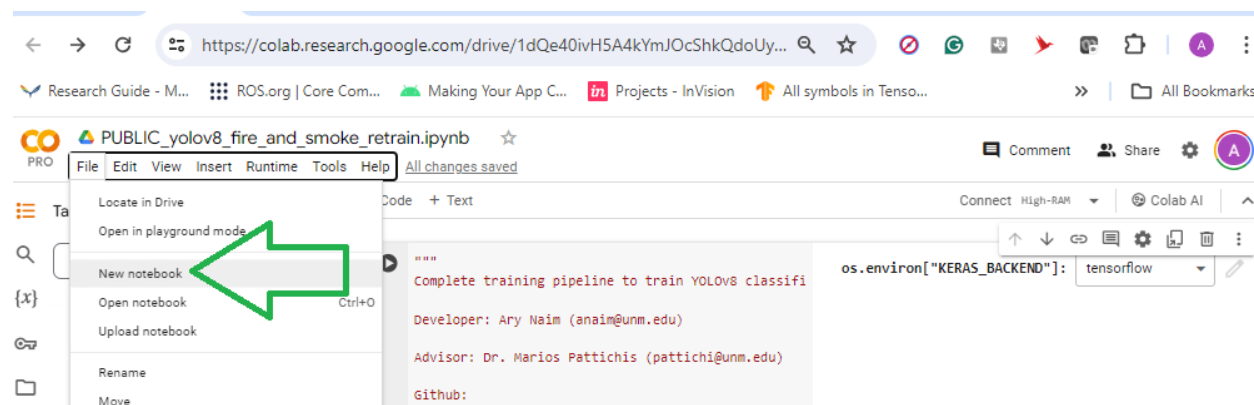 https://colab.research.google.com/drive/1dQe40ivH5A4kYmJOcShkQdoUy...
A
Research Guide - M...
ROS.org | Core Com...
Making Your App C...
in
Projects - InVision
All symbols in Tenso...
»
All Bookmarks
CO
PRO
PUBLIC_yolov8_fire_and_smoke_retrain.ipynb
File Edit View Insert Runtime Tools Help All changes saved
Comment
Share
A
Ta
Locate in Drive
Open in playground mode
New notebook
Open notebook Ctrl+O
Upload notebook
Rename
Move
{x}
Code + Text
Connect High-RAM
Colab AI
"""
Complete training pipeline to train YOLOv8 classifi
Developer: Ary Naim (anaim@unm.edu)
Advisor: Dr. Marios Pattichis (pattichi@unm.edu)
Github:
os.environ["KERAS_BACKEND"]: tensorflow